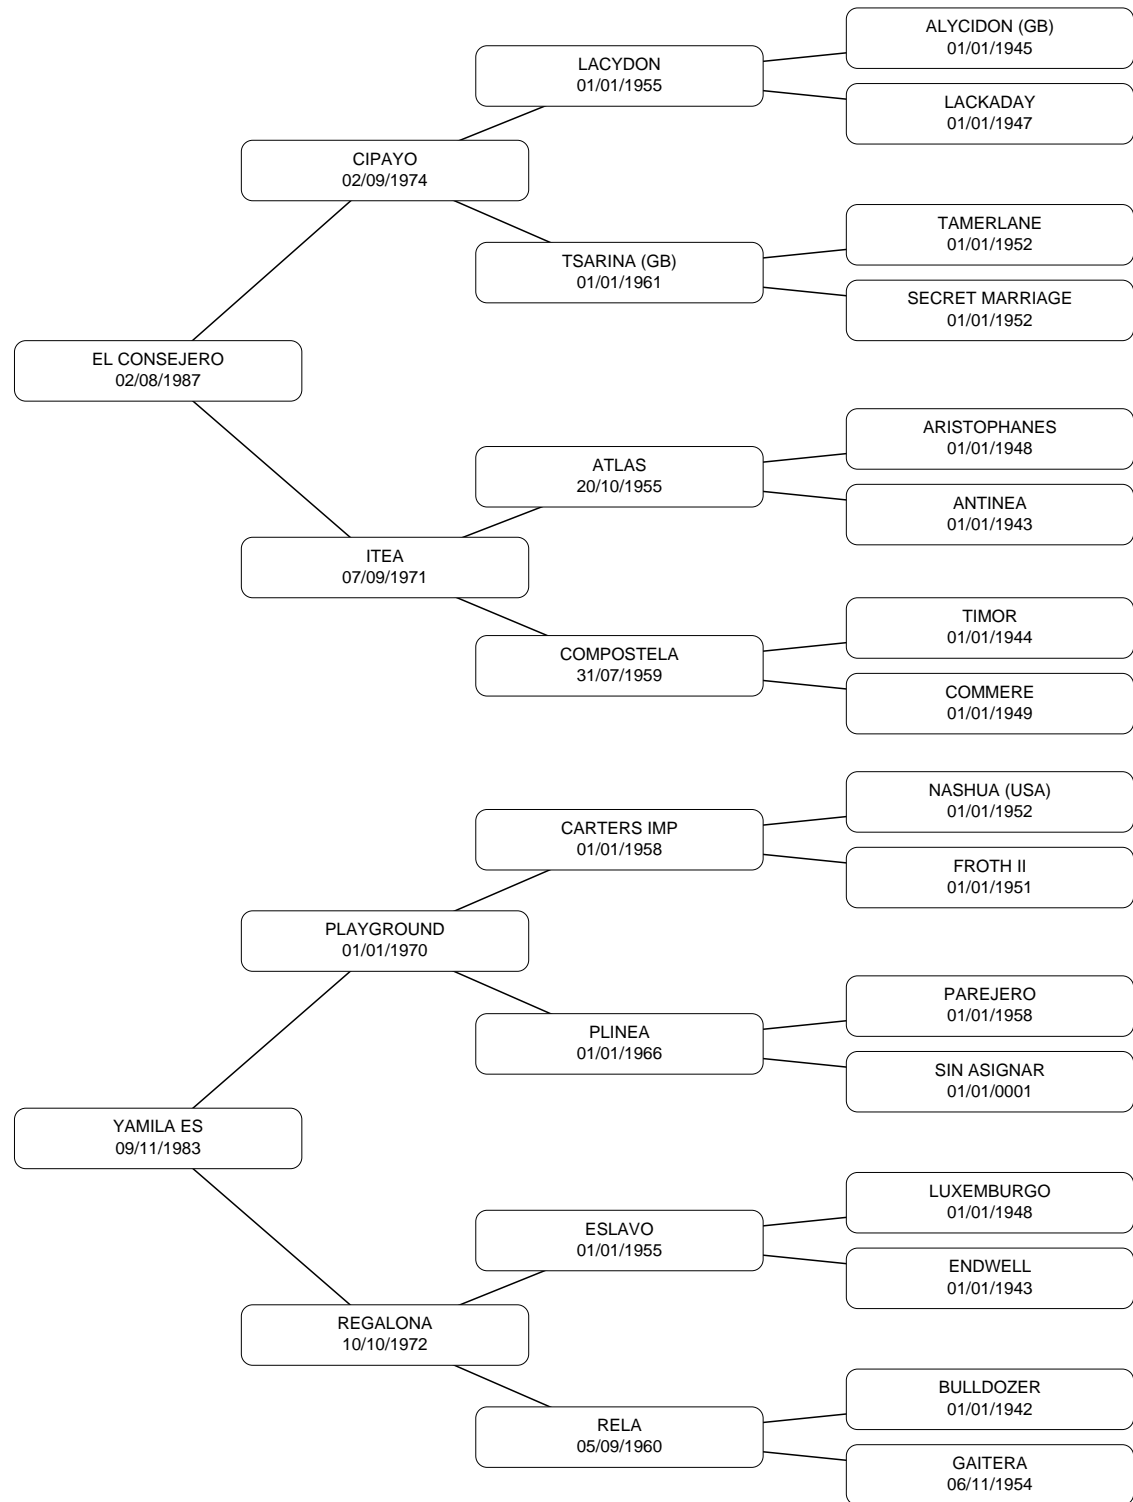 ALYCIDON (GB)
01/01/1945
LACYDON
01/01/1955
LACKADAY
01/01/1947
CIPAYO
02/09/1974
TAMERLANE
01/01/1952
TSARINA (GB)
01/01/1961
SECRET MARRIAGE
01/01/1952
EL CONSEJERO
02/08/1987
ARISTOPHANES
01/01/1948
ATLAS
20/10/1955
ANTINEA
01/01/1943
ITEA
07/09/1971
TIMOR
01/01/1944
COMPOSTELA
31/07/1959
COMMERE
01/01/1949
NASHUA (USA)
01/01/1952
CARTERS IMP
01/01/1958
FROTH II
01/01/1951
PLAYGROUND
01/01/1970
PAREJERO
01/01/1958
PLINEA
01/01/1966
SIN ASIGNAR
01/01/0001
YAMILA ES
09/11/1983
LUXEMBURGO
01/01/1948
ESLAVO
01/01/1955
ENDWELL
01/01/1943
REGALONA
10/10/1972
BULLDOZER
01/01/1942
RELA
05/09/1960
GAITERA
06/11/1954